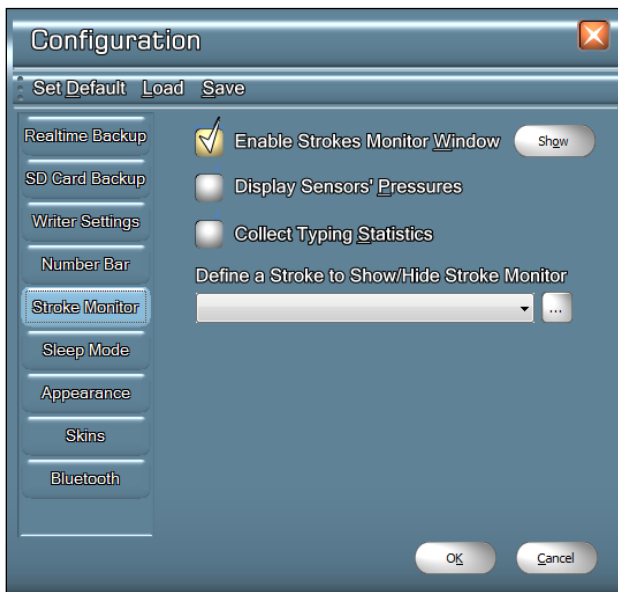 Configuration
Set Default Load Save
Realtime Backup
SD Card Backup
Writer Settings
Number Bar
Stroke Monitor
Sleep Mode
Appearance
Skins
Bluetooth
Enable Strokes Monitor Window Show
Display Sensors' Pressures
Collect Typing Statistics
Define a Stroke to Show/Hide Stroke Monitor
...
OK Cancel